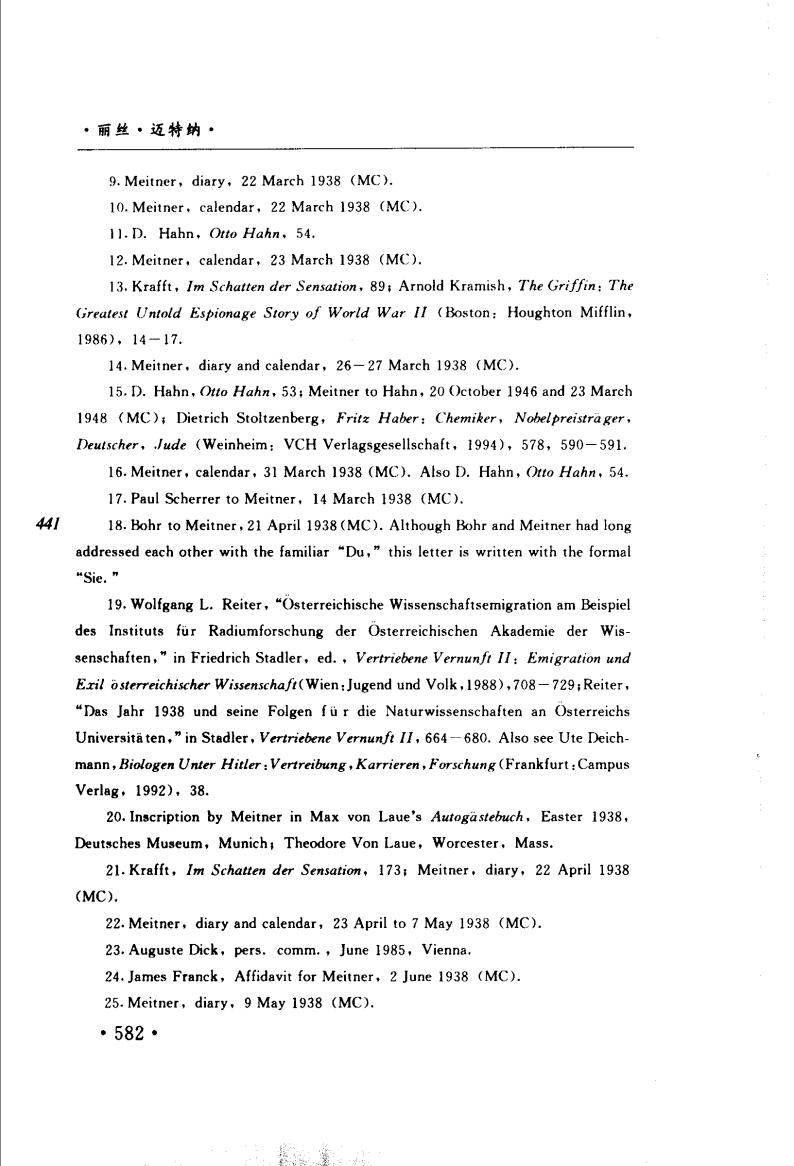 ·丽丝·迈特纳·
9. Meitner, diary, 22 March 1938 (MC).
10. Meitner, calendar, 22 March 1938 (MC).
11. D. Hahn, Otto Hahn, 54.
12. Meitner, calendar, 23 March 1938 (MC).
13. Krafft, Im Schatten der Sensation, 89; Arnold Kramish, The Griffin: The
Greatest Untold Espionage Story of World War II (Boston: Houghton Mifflin,
1986), 14—17.
14. Meitner, diary and calendar, 26—27 March 1938 (MC).
15. D. Hahn, Otto Hahn, 53; Meitner to Hahn, 20 October 1946 and 23 March
1948 (MC); Dietrich Stoltzenberg, Fritz Haber: Chemiker, Nobelpreisträger,
Deutscher, Jude (Weinheim: VCH Verlagsgesellschaft, 1994), 578, 590—591.
16. Meitner, calendar, 31 March 1938 (MC). Also D. Hahn, Otto Hahn, 54.
17. Paul Scherrer to Meitner, 14 March 1938 (MC).
441 18. Bohr to Meitner, 21 April 1938 (MC). Although Bohr and Meitner had long
addressed each other with the familiar “Du,” this letter is written with the formal
“Sie.”
19. Wolfgang L. Reiter, “Österreichische Wissenschaftsemigration am Beispiel
des Instituts für Radiumforschung der Österreichischen Akademie der Wis-
senschaften,” in Friedrich Stadler, ed., Vertriebene Vernunft II: Emigration und
Exil österreichischer Wissenschaft (Wien: Jugend und Volk, 1988), 708—729; Reiter,
“Das Jahr 1938 und seine Folgen für die Naturwissenschaften an Österreichs
Universitäten,” in Stadler, Vertriebene Vernunft II, 664—680. Also see Ute Deich-
mann, Biologen Unter Hitler: Vertreibung, Karrieren, Forschung (Frankfurt: Campus
Verlag, 1992), 38.
20. Inscription by Meitner in Max von Laue's Autogästebuch, Easter 1938,
Deutsches Museum, Munich; Theodore Von Laue, Worcester, Mass.
21. Krafft, Im Schatten der Sensation, 173; Meitner, diary, 22 April 1938
(MC).
22. Meitner, diary and calendar, 23 April to 7 May 1938 (MC).
23. Auguste Dick, pers. comm., June 1985, Vienna.
24. James Franck, Affidavit for Meitner, 2 June 1938 (MC).
25. Meitner, diary, 9 May 1938 (MC).
·582·